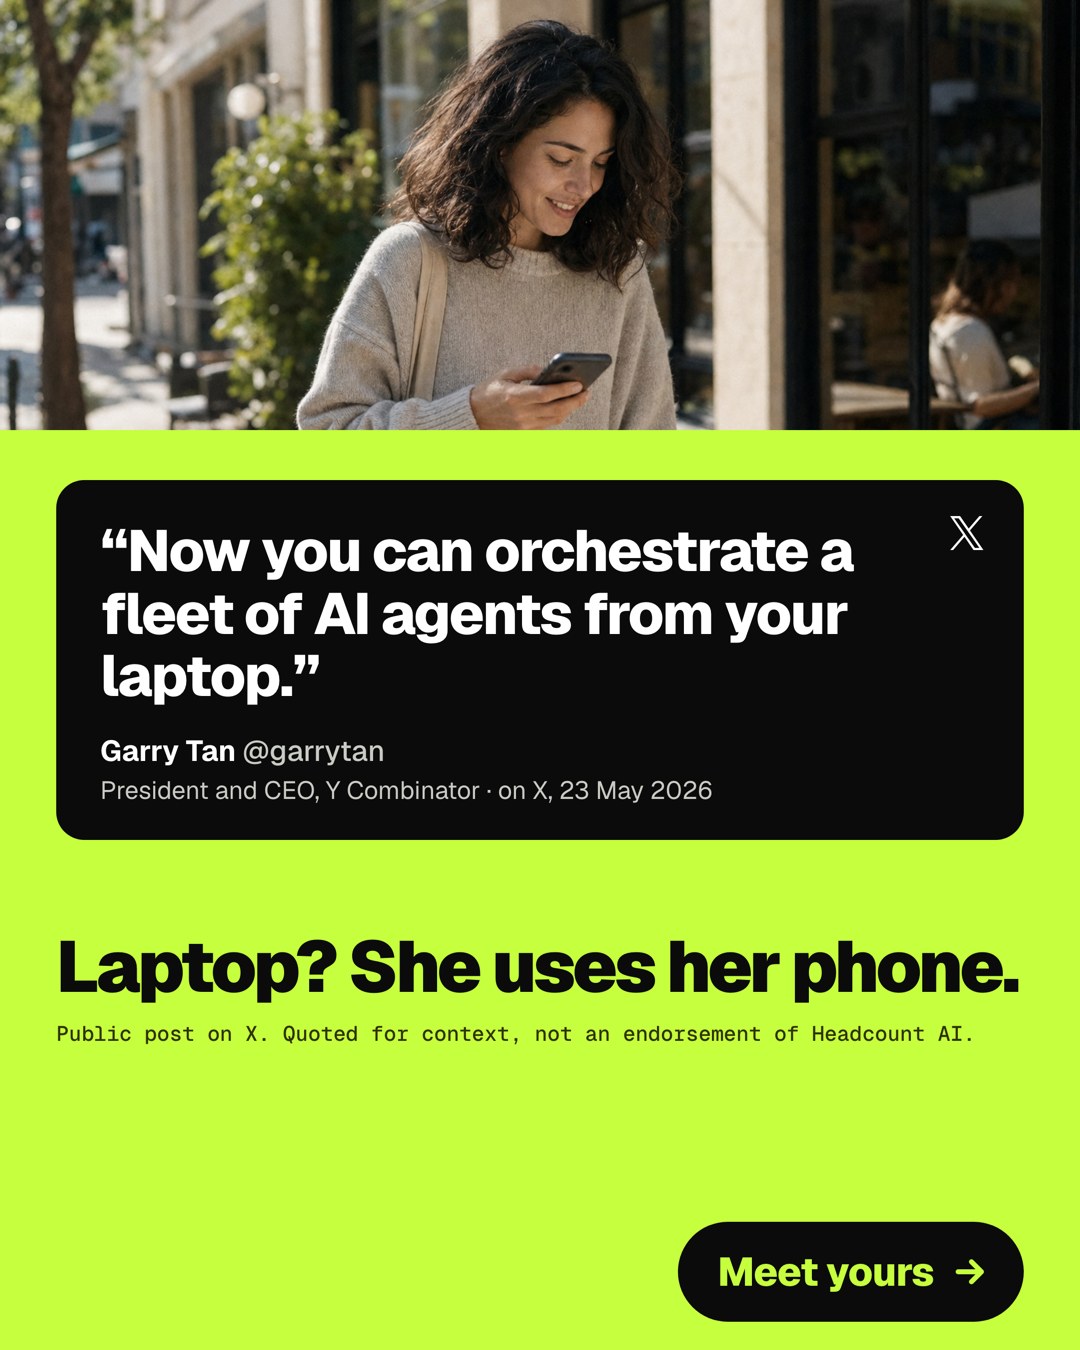 “Now you can orchestrate a
fleet of AI agents from your
laptop.”
Garry Tan @garrytan
President and CEO, Y Combinator · on X, 23 May 2026
Laptop? She uses her phone.
Public post on X. Quoted for context, not an endorsement of Headcount AI.
Meet yours →